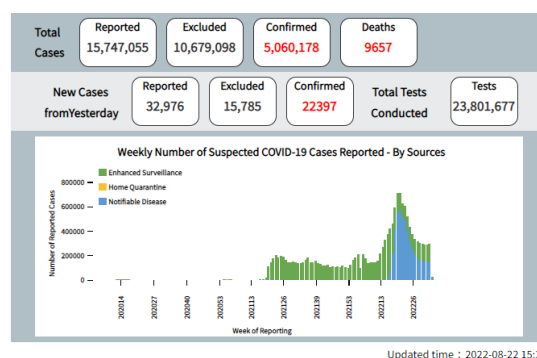 Total Cases
Reported Excluded Confirmed Deaths
15,747,055 10,679,098 5,060,178 9657
New Cases fromYesterday
Reported Excluded Confirmed
32,976 15,785 22397
Total Tests Conducted
Tests
23,801,677
Weekly Number of Suspected COVID-19 Cases Reported - By Sources
Enhanced Surveillance
Home Quarantine
Notifiable Disease
Number of Reported Cases
800000
600000
400000
200000
0
202014 202027 202040 202053 202113 202126 202139 202153 202213 202226
Week of Reporting
Updated time：2022-08-22 15: